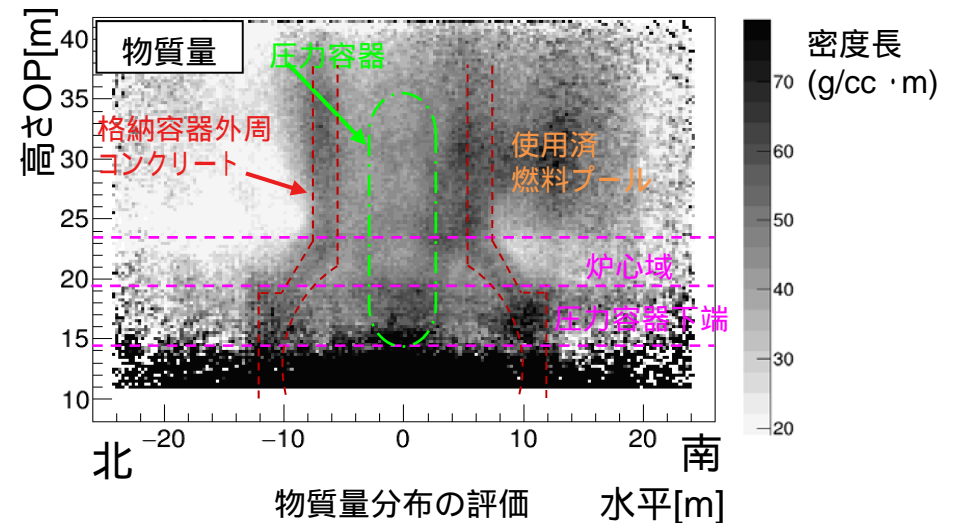 物質量
圧力容器
格納容器外周
コンクリート
使用済
燃料プール
炉心域
圧力容器下端
高さOP[m]
40
35
30
25
20
15
10
−20
−10
0
10
20
北
南
水平[m]
物質量分布の評価
密度長
(g/cc・m)
70
60
50
40
30
20